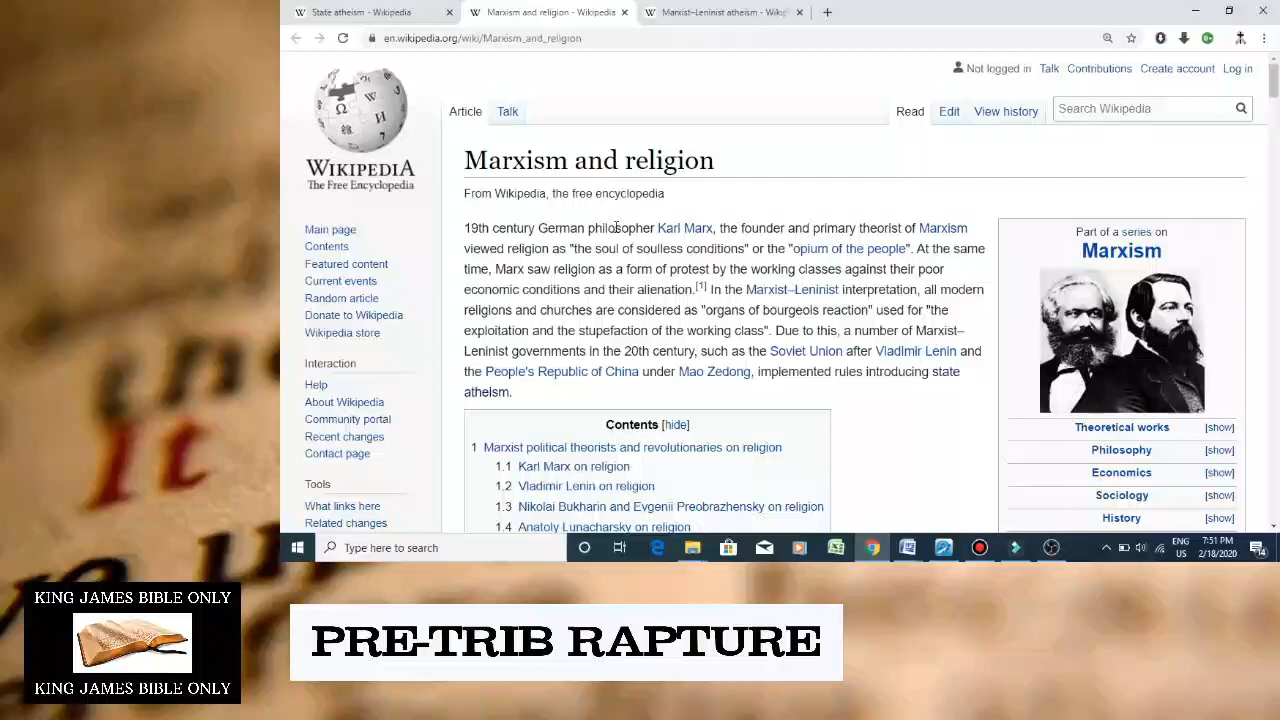 State atheism - Wikipedia
Marxism and religion - Wikipedia
Marxist–Leninist atheism - Wikip
en.wikipedia.org/wiki/Marxism_and_religion
Not logged in Talk Contributions Create account Log in
Article Talk Read Edit View history Search Wikipedia
WIKIPEDIA
The Free Encyclopedia
Marxism and religion
From Wikipedia, the free encyclopedia
Main page
Contents
Featured content
Current events
Random article
Donate to Wikipedia
Wikipedia store
Interaction
Help
About Wikipedia
Community portal
Recent changes
Contact page
Tools
What links here
Related changes
19th century German philosopher Karl Marx, the founder and primary theorist of Marxism
viewed religion as "the soul of soulless conditions" or the "opium of the people". At the same
time, Marx saw religion as a form of protest by the working classes against their poor
economic conditions and their alienation.[1] In the Marxist–Leninist interpretation, all modern
religions and churches are considered as "organs of bourgeois reaction" used for "the
exploitation and the stupefaction of the working class". Due to this, a number of Marxist–
Leninist governments in the 20th century, such as the Soviet Union after Vladimir Lenin and
the People's Republic of China under Mao Zedong, implemented rules introducing state
atheism.
Contents [hide]
1 Marxist political theorists and revolutionaries on religion
1.1 Karl Marx on religion
1.2 Vladimir Lenin on religion
1.3 Nikolai Bukharin and Evgenii Preobrazhensky on religion
1.4 Anatoly Lunacharsky on religion
Part of a series on
Marxism
Theoretical works [show]
Philosophy [show]
Economics [show]
Sociology [show]
History [show]
Type here to search
ENG
US
7:51 PM
2/18/2020
14
It
KING JAMES BIBLE ONLY
KING JAMES BIBLE ONLY
PRE-TRIB RAPTURE